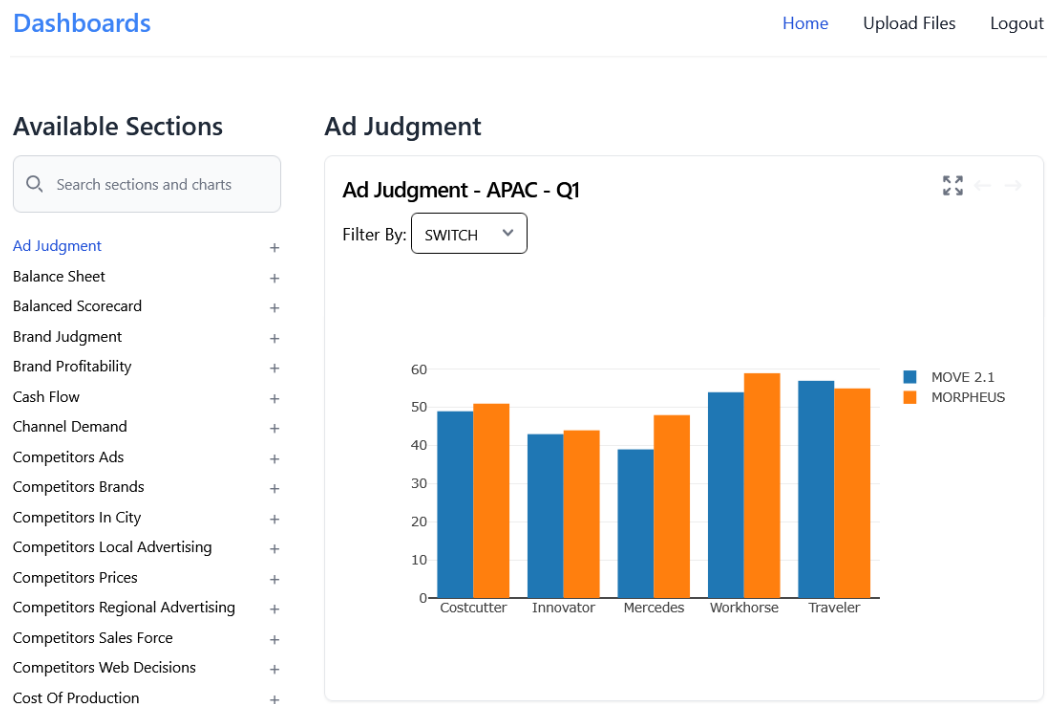 Dashboards
Home Upload Files Logout
Available Sections
Search sections and charts
Ad Judgment +
Balance Sheet +
Balanced Scorecard +
Brand Judgment +
Brand Profitability +
Cash Flow +
Channel Demand +
Competitors Ads +
Competitors Brands +
Competitors In City +
Competitors Local Advertising +
Competitors Prices +
Competitors Regional Advertising +
Competitors Sales Force +
Competitors Web Decisions +
Cost Of Production +
Ad Judgment
Ad Judgment - APAC - Q1
Filter By: SWITCH
60
50
40
30
20
10
0
Costcutter Innovator Mercedes Workhorse Traveler
MOVE 2.1
MORPHEUS